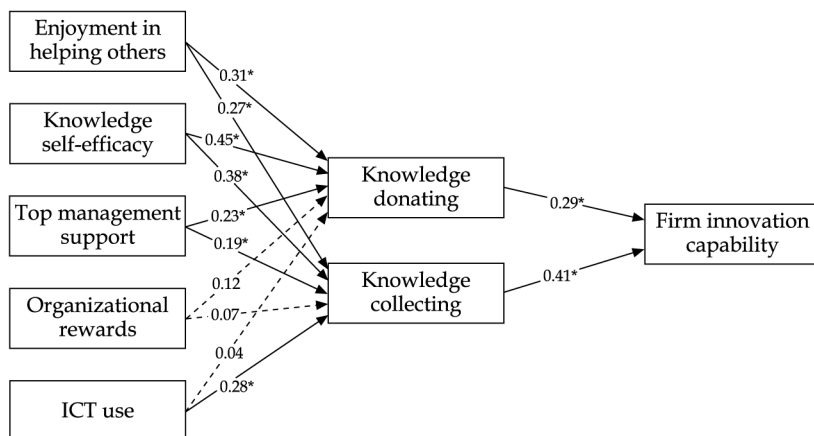 Enjoyment in
helping others
0.31*
0.27*
Knowledge
self-efficacy
0.45*
0.38*
Knowledge
donating
Top management
support
0.23*
0.19*
0.29*
Firm innovation
capability
Knowledge
collecting
0.41*
0.12
Organizational
rewards
0.07
0.04
0.28*
ICT use